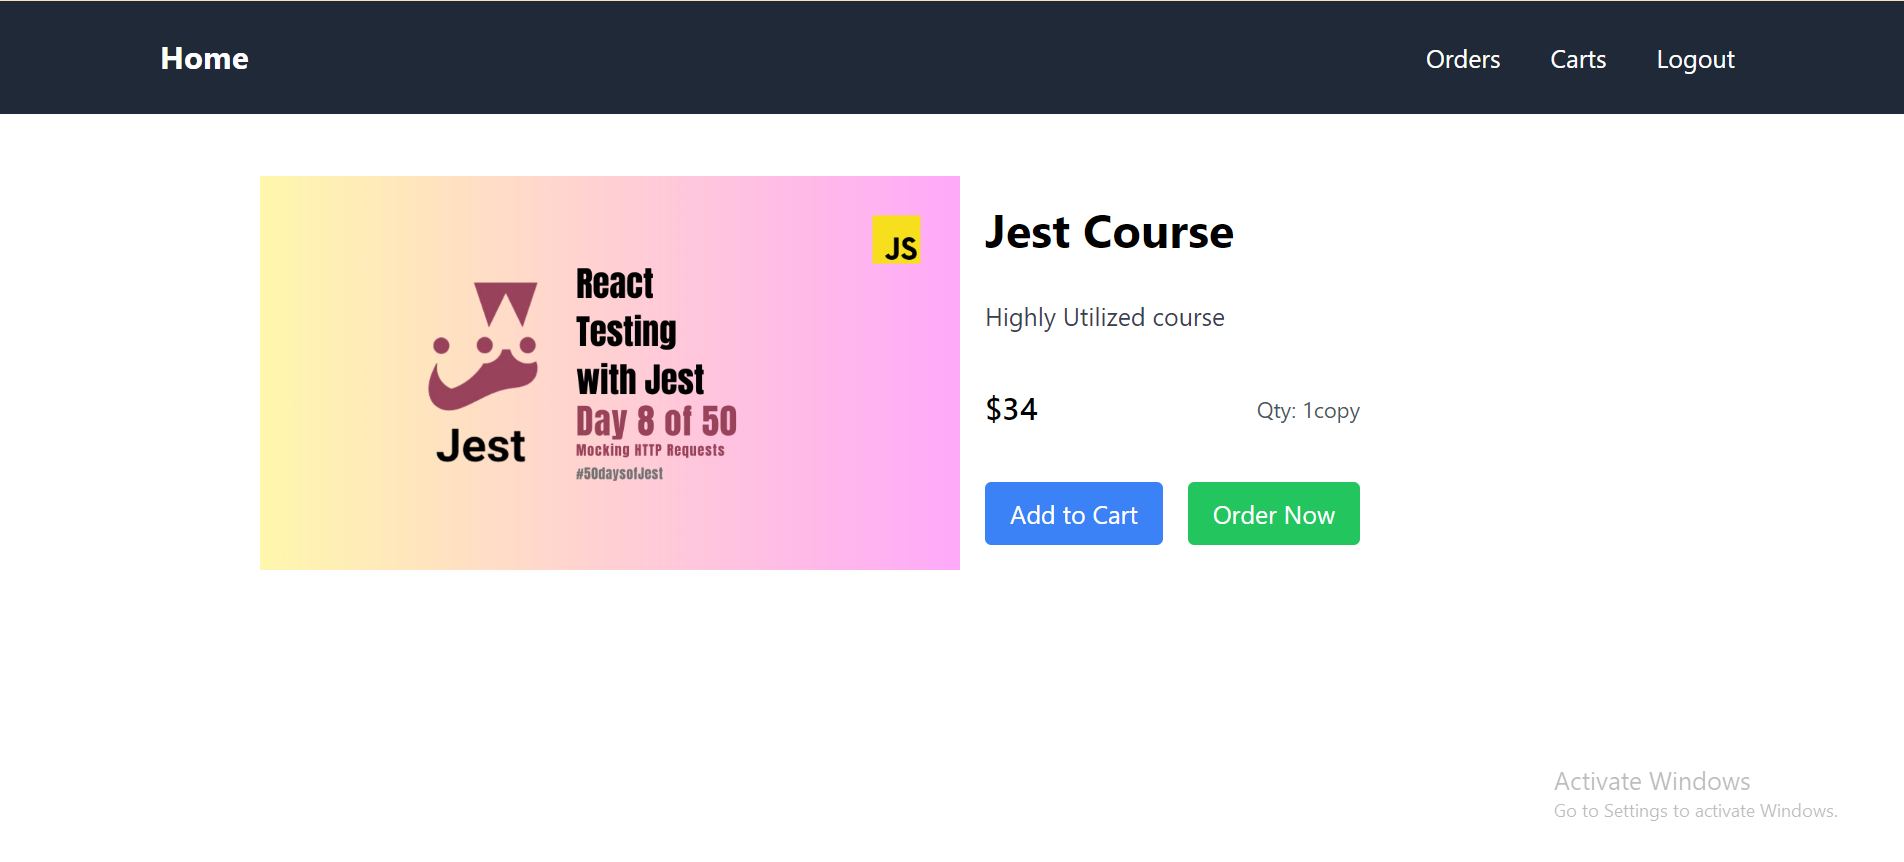 Home
Orders
Carts
Logout
JS
React
Testing
with Jest
Day 8 of 50
Mocking HTTP Requests
#50daysofJest
Jest
Jest Course
Highly Utilized course
$34
Qty: 1copy
Add to Cart
Order Now
Activate Windows
Go to Settings to activate Windows.